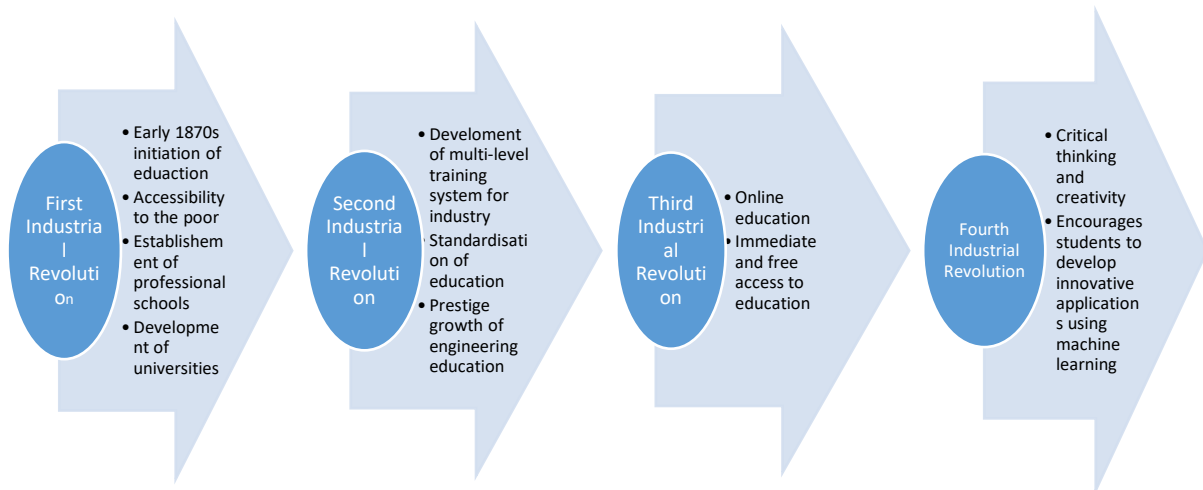 First
Industria
l
Revoluti
on
• Early 1870s
initiation of
eduaction
• Accessibility
to the poor
• Establishem
ent of
professional
schools
• Developme
nt of
universities
Second
Industria
l
Revoluti
on
• Develoment
of multi-level
training
system for
industry
• Standardisati
on of
education
• Prestige
growth of
engineering
education
Third
Industri
al
Revoluti
on
• Online
education
• Immediate
and free
access to
education
Fourth
Industrial
Revolution
• Critical
thinking
and
creativity
• Encourages
students to
develop
innovative
application
s using
machine
learning